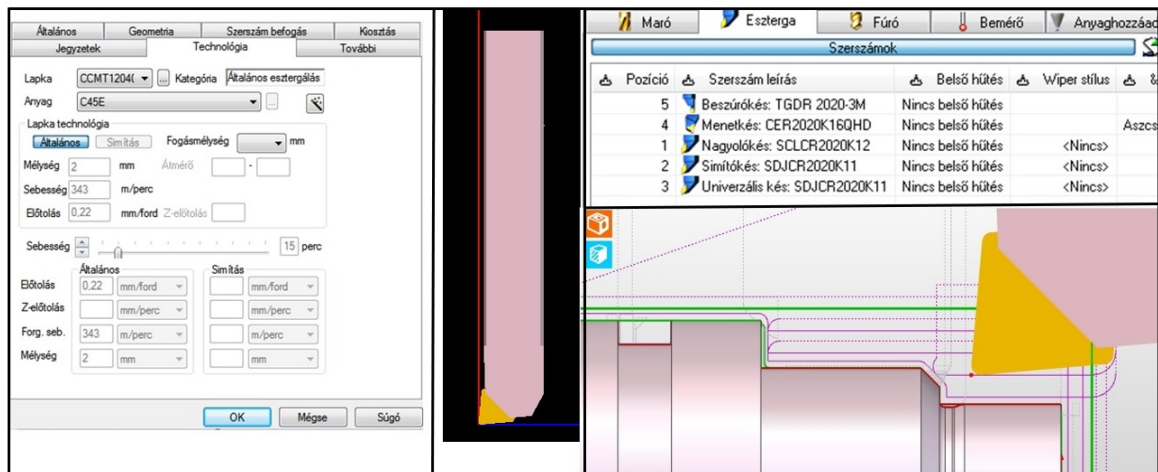 Általános Geometria Szerszám befogás Kiosztás
Jegyzetek Technológia További
Lapka CCMT1204( ... Kategória Általános esztergálás
Anyag C45E ...
Lapka technológia
Általános Simítás Fogásmélység mm
Mélység 2 mm Átmérő -
Sebesség 343 m/perc
Előtolás 0,22 mm/ford Z-előtolás
Sebesség 15 perc
Általános Simítás
Előtolás 0,22 mm/ford mm/ford
Z-előtolás mm/perc mm/perc
Forg. seb. 343 m/perc m/perc
Mélység 2 mm mm
OK Mégse Súgó
Maró Eszterga Fúró Bemérő Anyaghozzáad
Szerszámok
Pozíció Szerszám leírás Belső hűtés Wiper stílus &
5 Beszúrókés: TGDR 2020-3M Nincs belső hűtés
4 Menetkés: CER2020K16QHD Nincs belső hűtés Aszcs
1 Nagyolókés: SCLCR2020K12 Nincs belső hűtés <Nincs>
2 Simítókés: SDJCR2020K11 Nincs belső hűtés <Nincs>
3 Univerzális kés: SDJCR2020K11 Nincs belső hűtés <Nincs>